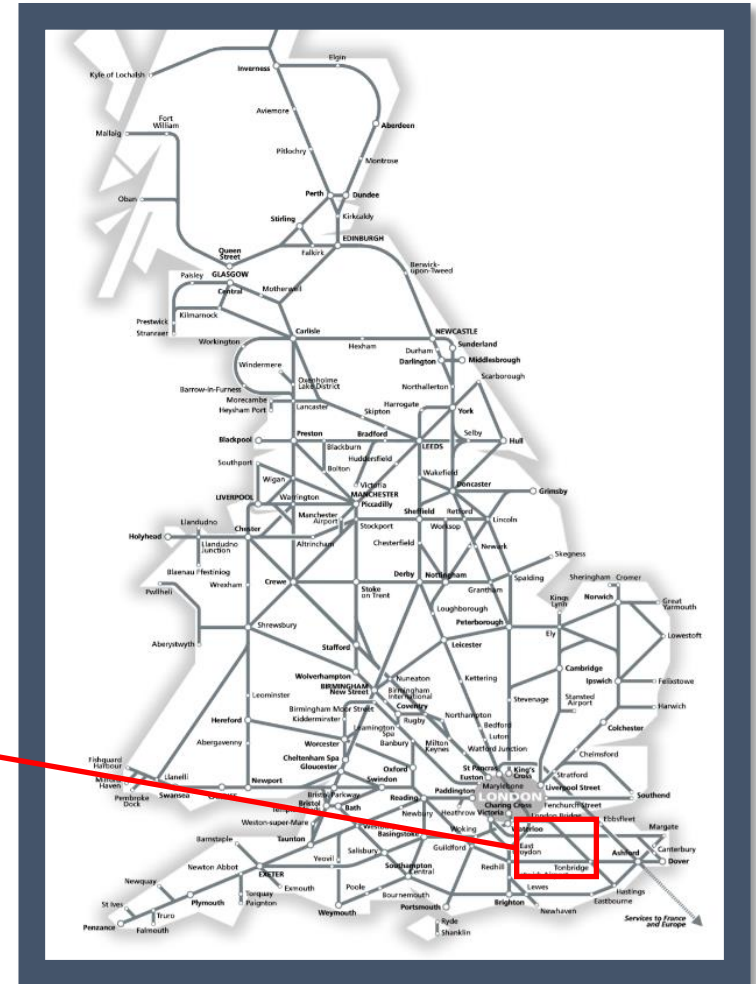 Elgin
Inverness
Kyle of Lochalsh
Aviemore
Fort
William
Mallaig
Aberdeen
Pitlochry
Montrose
Perth
Dundee
Oban
Stirling
Kirkcaldy
EDINBURGH
Queen
Street
Falkirk
Berwick-
upon-Tweed
Paisley
GLASGOW
Central
Motherwell
Prestwick
Kilmarnock
Stranraer
Carlisle
NEWCASTLE
Workington
Hexham
Durham
Sunderland
Darlington
Middlesbrough
Windermere
Oxenholme
Lake District
Northallerton
Scarborough
Barrow-in-Furness
Morecambe
Heysham Port
Lancaster
Harrogate
Skipton
York
Blackpool
Preston
Bradford
Selby
Blackburn
LEEDS
Hull
Southport
Huddersfield
Bolton
Wakefield
Wigan
Victoria
MANCHESTER
Piccadilly
Doncaster
Grimsby
LIVERPOOL
Warrington
Manchester
Airport
Sheffield
Retford
Lincoln
Llandudno
Stockport
Worksop
Holyhead
Chester
Llandudno
Junction
Altrincham
Chesterfield
Newark
Skegness
Blaenau Ffestiniog
Wrexham
Crewe
Stoke
on Trent
Derby
Nottingham
Grantham
Spalding
Sheringham
Cromer
Pwllheli
Kings
Lynn
Norwich
Great
Yarmouth
Loughborough
Shrewsbury
Peterborough
Ely
Lowestoft
Aberystwyth
Stafford
Leicester
Wolverhampton
Nuneaton
Cambridge
BIRMINGHAM
New Street
Birmingham
International
Kettering
Ipswich
Felixstowe
Leominster
Birmingham Moor Street
Coventry
Stevenage
Stansted
Airport
Harwich
Kidderminster
Rugby
Northampton
Hereford
Leamington
Spa
Bedford
Colchester
Worcester
Banbury
Milton
Keynes
Luton
Abergavenny
Cheltenham Spa
Watford Junction
Chelmsford
Fishguard
Harbour
Gloucester
Oxford
St Pancras
King's
Cross
Stratford
Llanelli
Swindon
Euston
Marylebone
Liverpool Street
Milford
Haven
Newport
Paddington
LONDON
Southend
Pembroke
Dock
Swansea
Bristol Parkway
Reading
Charing Cross
Fenchurch Street
Bristol
Bath
Newbury
Heathrow
Victoria
London Bridge
Ebbsfleet
Weston-super-Mare
Basingstoke
Woking
Waterloo
Margate
Barnstaple
Taunton
Salisbury
Guildford
East
Croydon
Canterbury
Yeovil
Southampton
Central
Redhill
Tonbridge
Ashford
Dover
Newton Abbot
EXETER
Newquay
Exmouth
Poole
Lewes
Hastings
Torquay
Paignton
Bournemouth
Brighton
Eastbourne
St Ives
Plymouth
Portsmouth
Newhaven
Truro
Weymouth
Ryde
Services to France
and Europe
Penzance
Falmouth
Shanklin